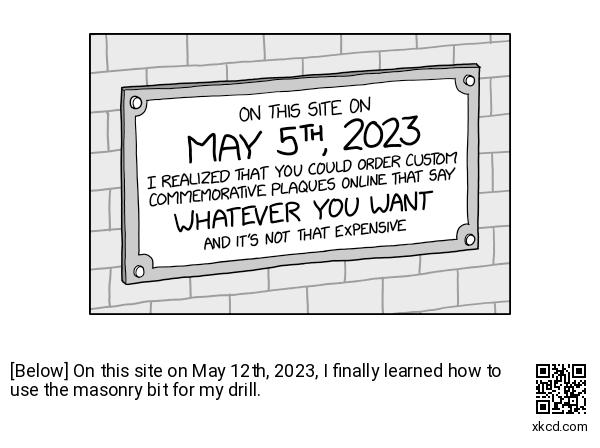 ON THIS SITE ON
MAY 5TH, 2023
I REALIZED THAT YOU COULD ORDER CUSTOM
COMMEMORATIVE PLAQUES ONLINE THAT SAY
WHATEVER YOU WANT
AND IT'S NOT THAT EXPENSIVE
[Below] On this site on May 12th, 2023, I finally learned how to
use the masonry bit for my drill.
xkcd.com